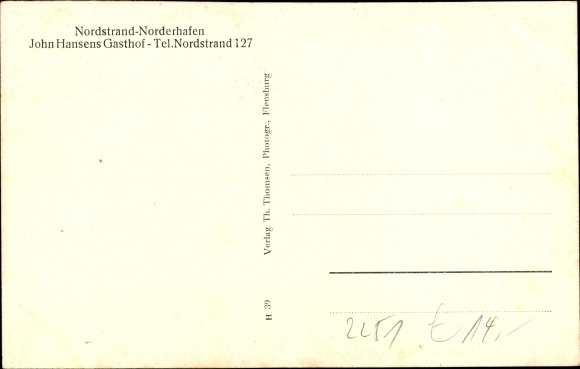 Nordstrand-Norderhafen
John Hansens Gasthof - Tel. Nordstrand 127
H 39 Verlag Th. Thomsen, Photogr., Flensburg
2251 € 14,-